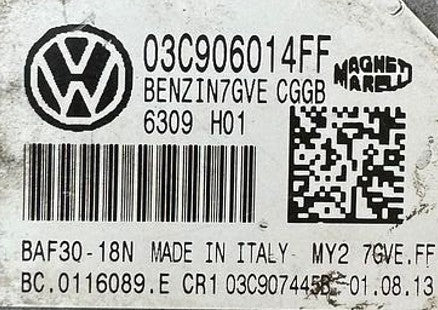 VW
03C906014FF
MAGNETI
MARELLI
BENZIN7GVE CGGB
6309 H01
BAF30-18N MADE IN ITALY MY2 7GVE.FF
BC.0116089.E CR1 03C907445B 01.08.13